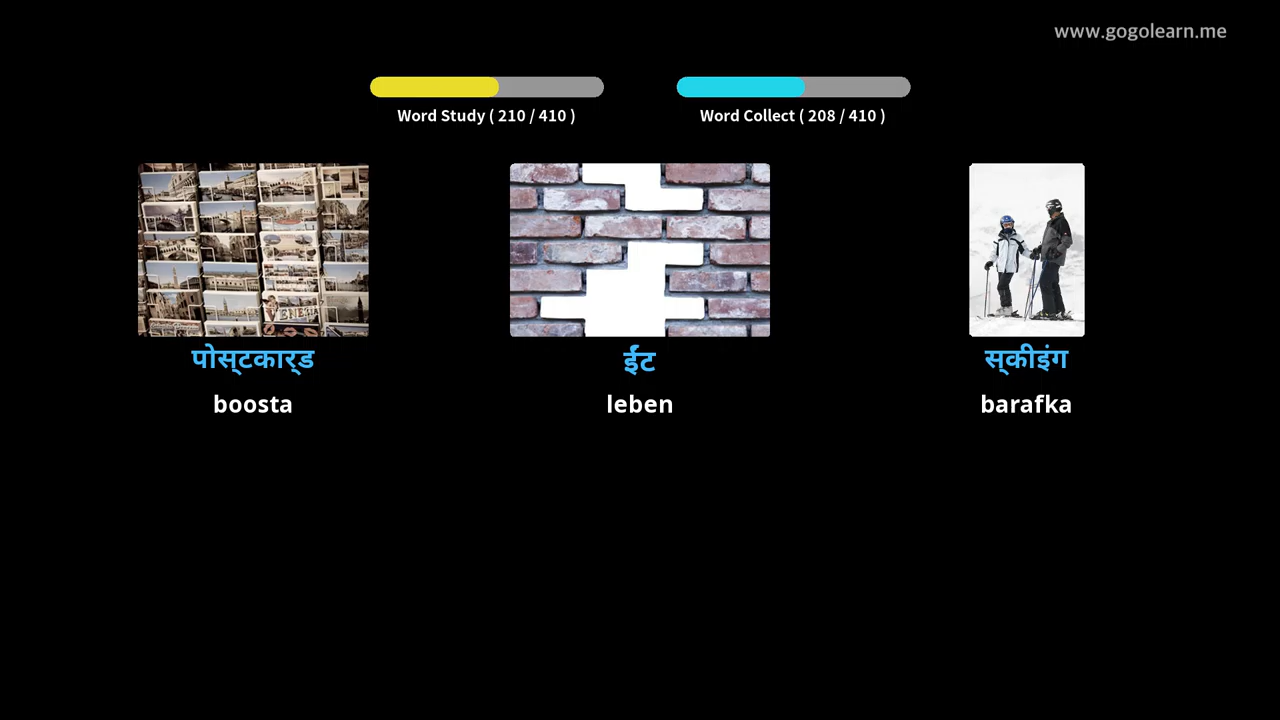 www.gogolearn.me
Word Study ( 210 / 410 )
Word Collect ( 208 / 410 )
पोस्टकार्ड
ईंट
स्कीइंग
boosta
leben
barafka